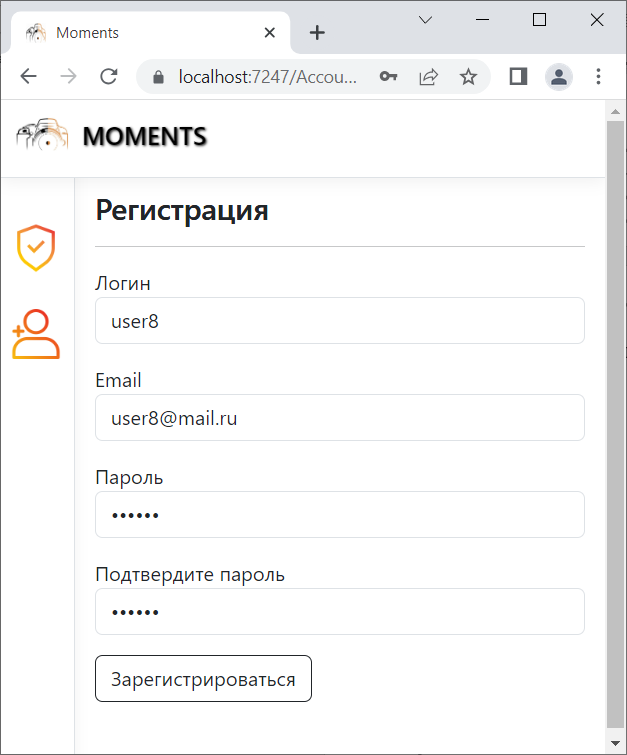 Moments
localhost:7247/Accou...
MOMENTS
Регистрация
Логин
user8
Email
user8@mail.ru
Пароль
••••••
Подтвердите пароль
••••••
Зарегистрироваться